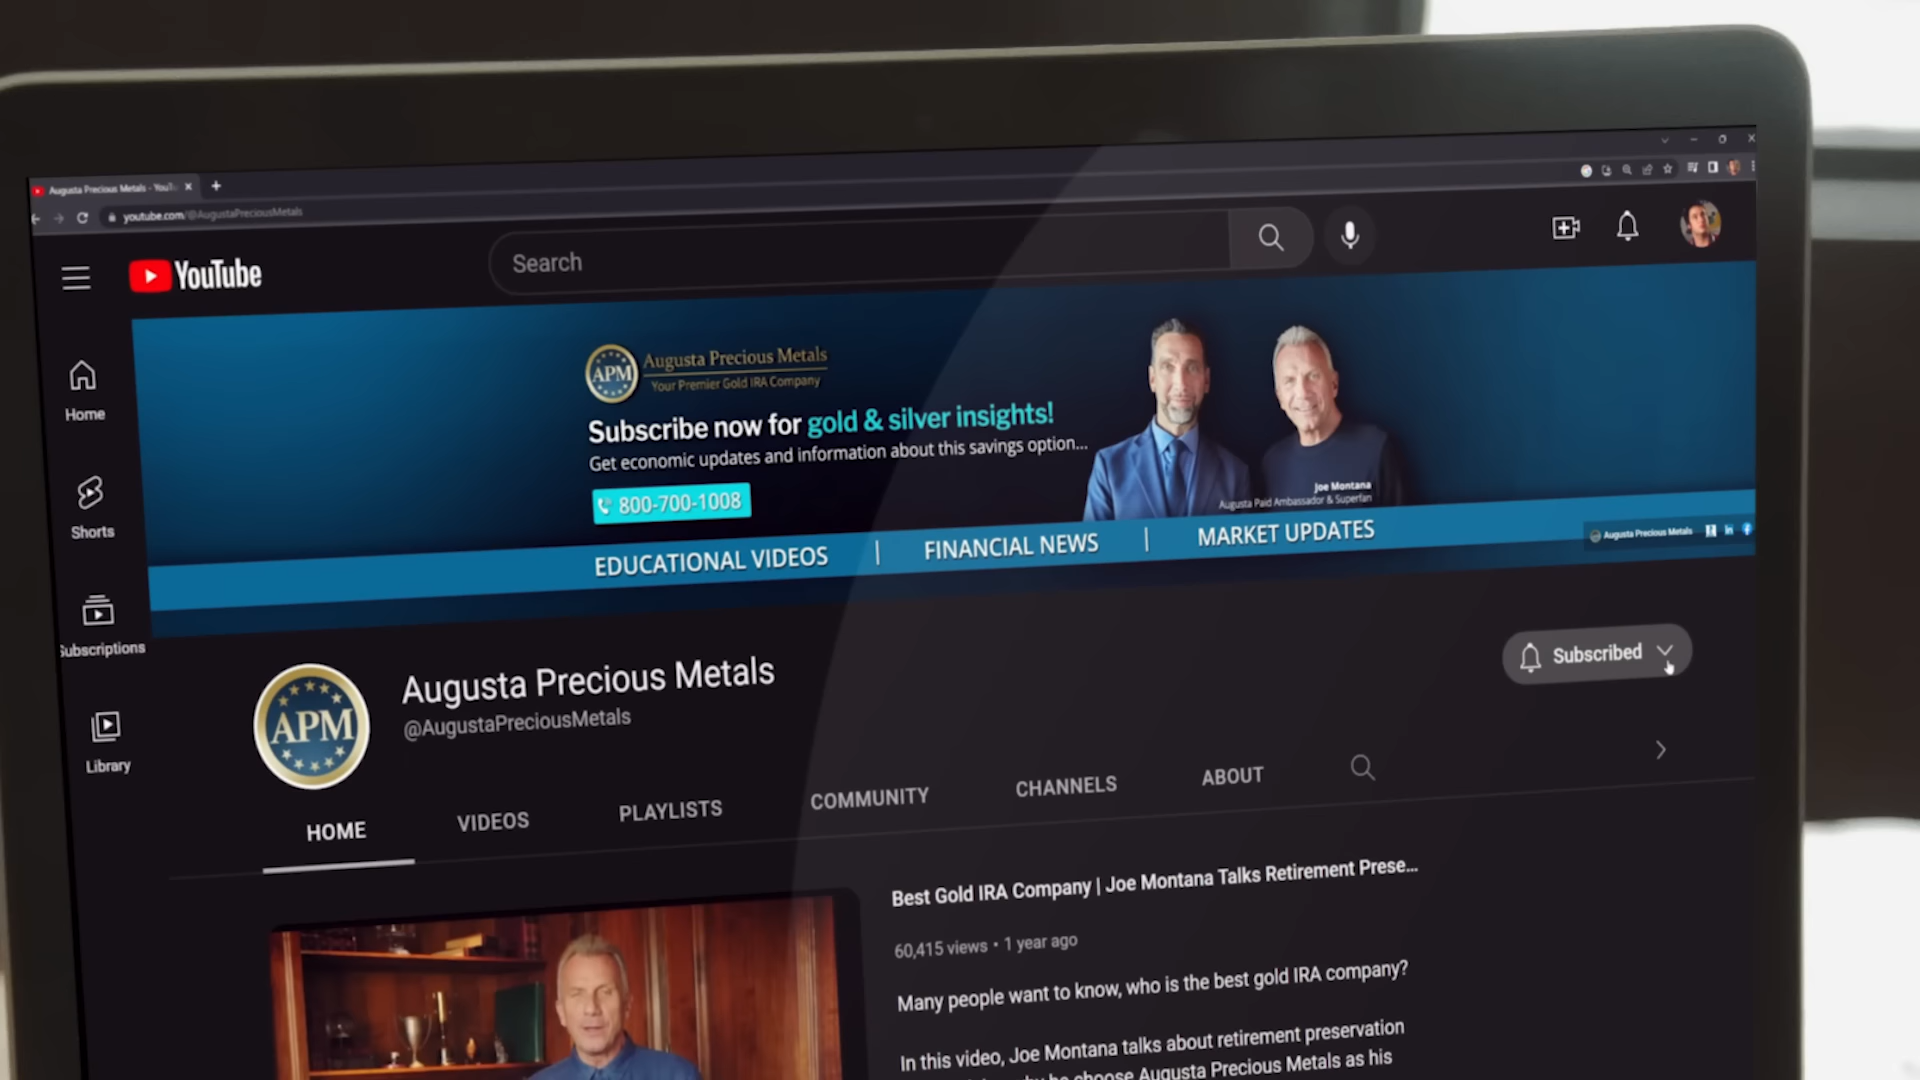 Augusta Precious Metals - YouT
youtube.com/@AugustaPreciousMetals
YouTube
Search
Home
Shorts
Subscriptions
Library
APM
Augusta Precious Metals
Your Premier Gold IRA Company
Subscribe now for gold & silver insights!
Get economic updates and information about this savings option...
800-700-1008
Joe Montana
Augusta Paid Ambassador & Superfan
EDUCATIONAL VIDEOS | FINANCIAL NEWS | MARKET UPDATES
Augusta Precious Metals
APM
Augusta Precious Metals
@AugustaPreciousMetals
Subscribed
HOME VIDEOS PLAYLISTS COMMUNITY CHANNELS ABOUT
Best Gold IRA Company | Joe Montana Talks Retirement Prese...
60,415 views • 1 year ago
Many people want to know, who is the best gold IRA company?
In this video, Joe Montana talks about retirement preservation
he choose Augusta Precious Metals as his